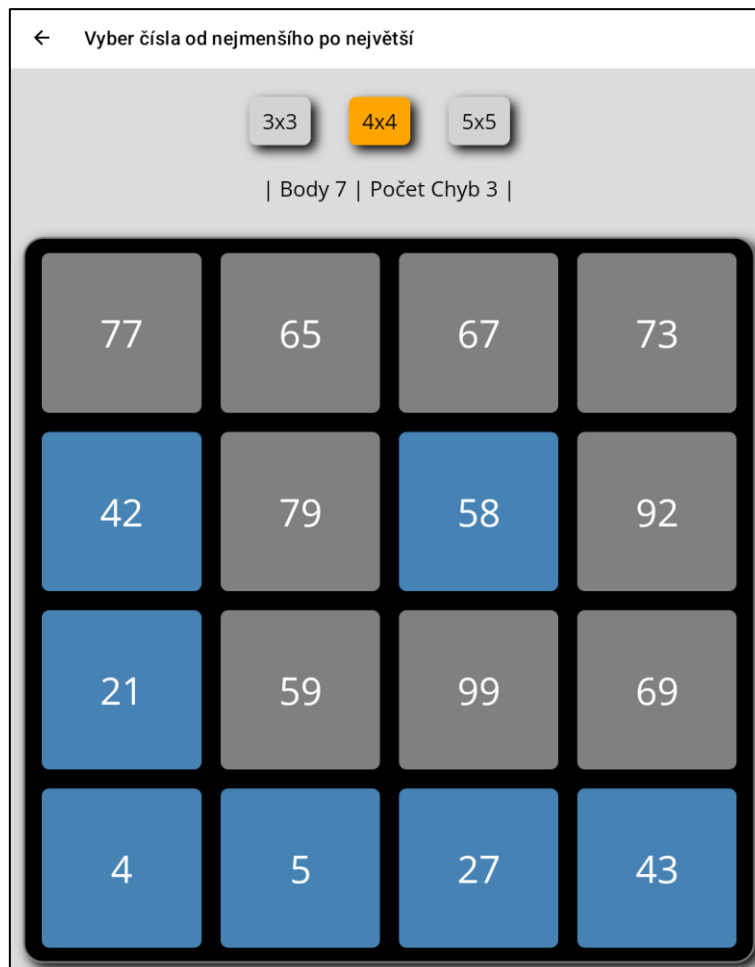 ← Vyber čísla od nejmenšího po největší
3x3 4x4 5x5
| Body 7 | Počet Chyb 3 |
77 65 67 73
42 79 58 92
21 59 99 69
4 5 27 43